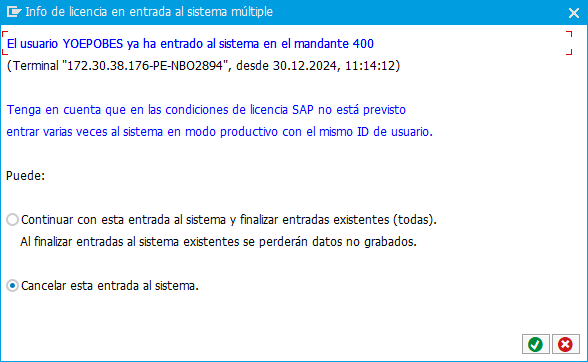 Info de licencia en entrada al sistema múltiple
El usuario YOEPOBES ya ha entrado al sistema en el mandante 400
(Terminal "172.30.38.176-PE-NBO2894", desde 30.12.2024, 11:14:12)
Tenga en cuenta que en las condiciones de licencia SAP no está previsto
entrar varias veces al sistema en modo productivo con el mismo ID de usuario.
Puede:
Continuar con esta entrada al sistema y finalizar entradas existentes (todas).
Al finalizar entradas al sistema existentes se perderán datos no grabados.
Cancelar esta entrada al sistema.